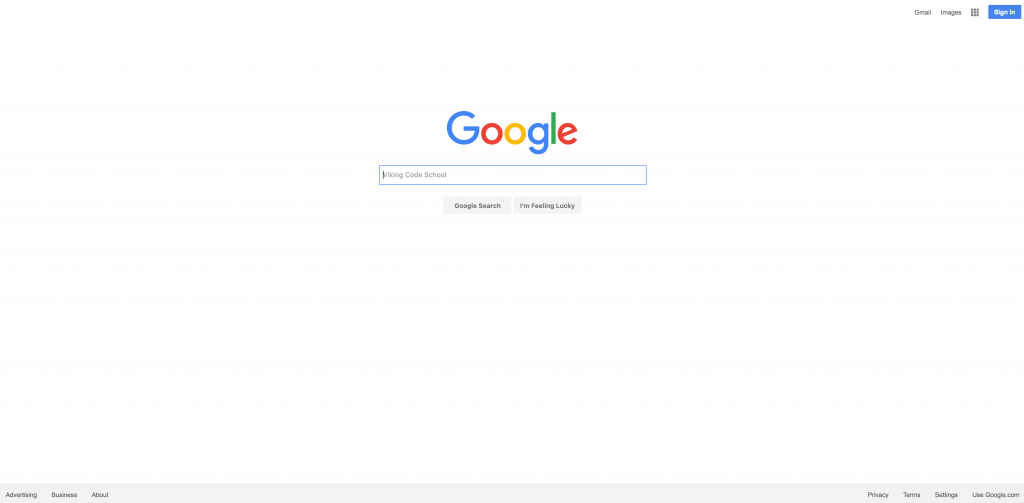 Gmail Images Sign In
Google
Viking Code School
Google Search I'm Feeling Lucky
Advertising Business About Privacy Terms Settings Use Google.com